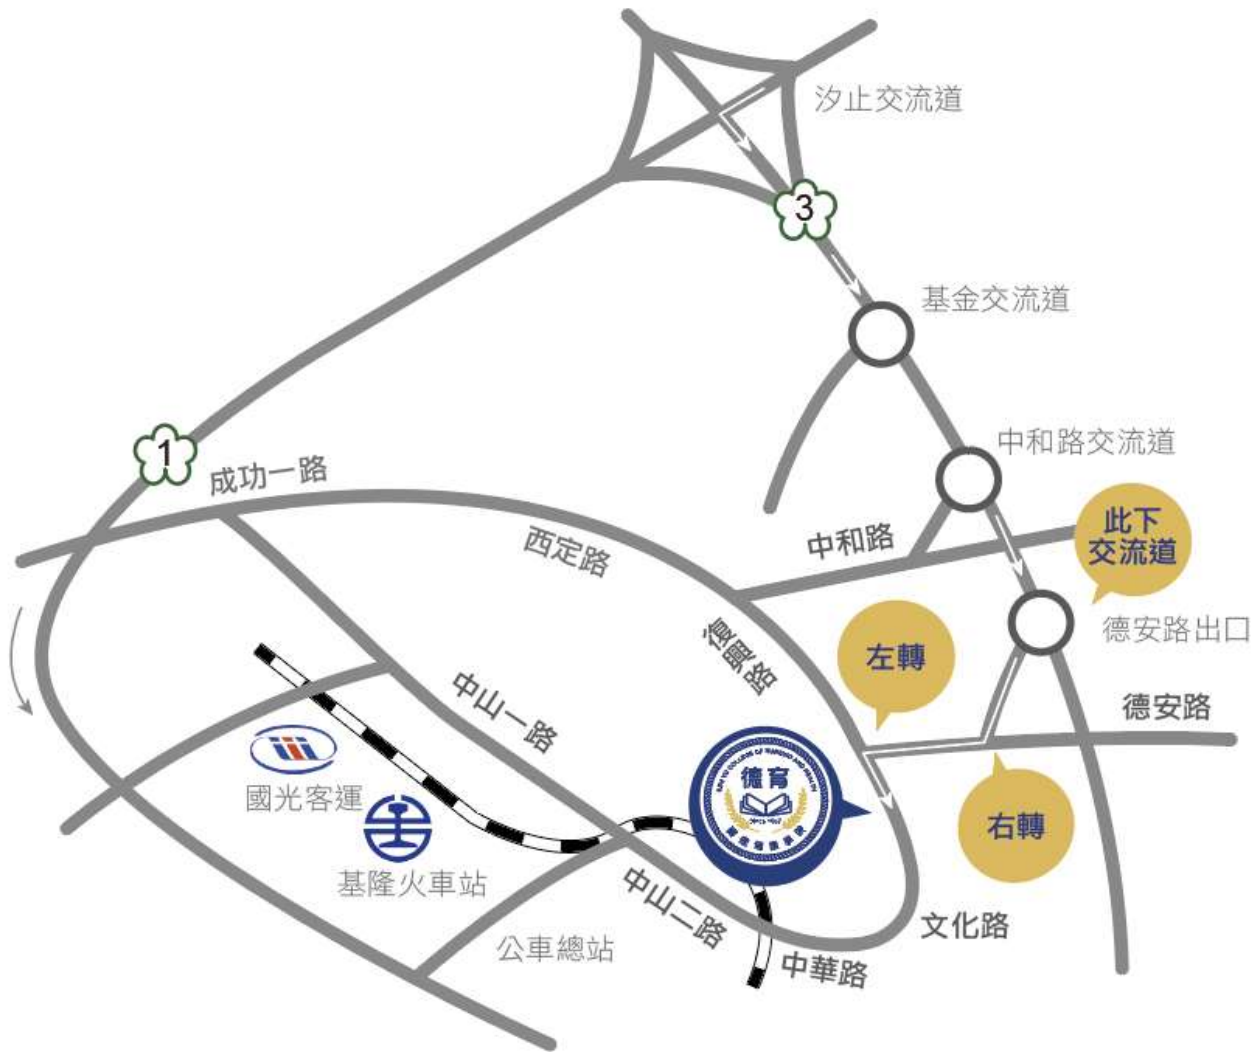 汐止交流道
3
基金交流道
1
中和路交流道
成功一路
此下
交流道
中和路
西定路
德安路出口
復興路
左轉
中山一路
德安路
德育
國光客運
右轉
基隆火車站
中山二路
文化路
公車總站
中華路